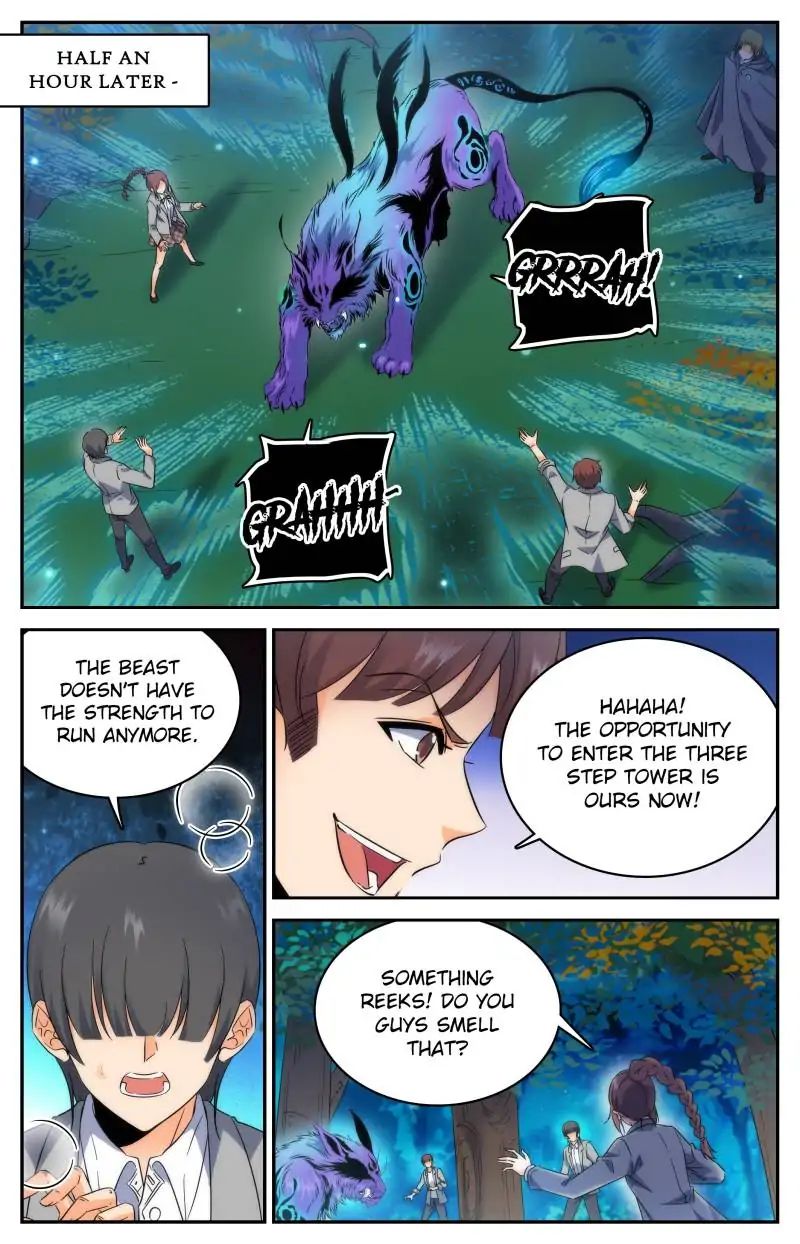 HALF AN
HOUR LATER -
GRRRAH!
GRAHHH-
THE BEAST
DOESN'T HAVE
THE STRENGTH TO
RUN ANYMORE.
HAHAHA!
THE OPPORTUNITY
TO ENTER THE THREE
STEP TOWER IS
OURS NOW!
SOMETHING
REEKS! DO YOU
GUYS SMELL
THAT?